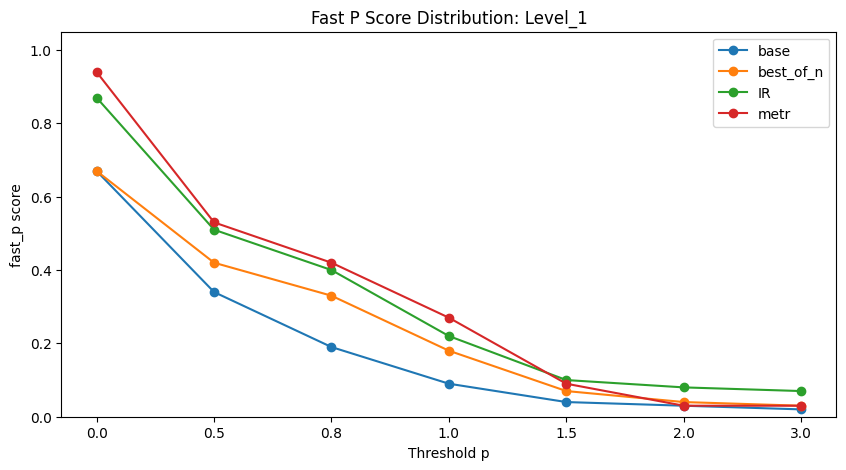 Fast P Score Distribution: Level_1
fast_p score
1.0
0.8
0.6
0.4
0.2
0.0
base
best_of_n
IR
metr
0.0 0.5 0.8 1.0 1.5 2.0 3.0
Threshold p